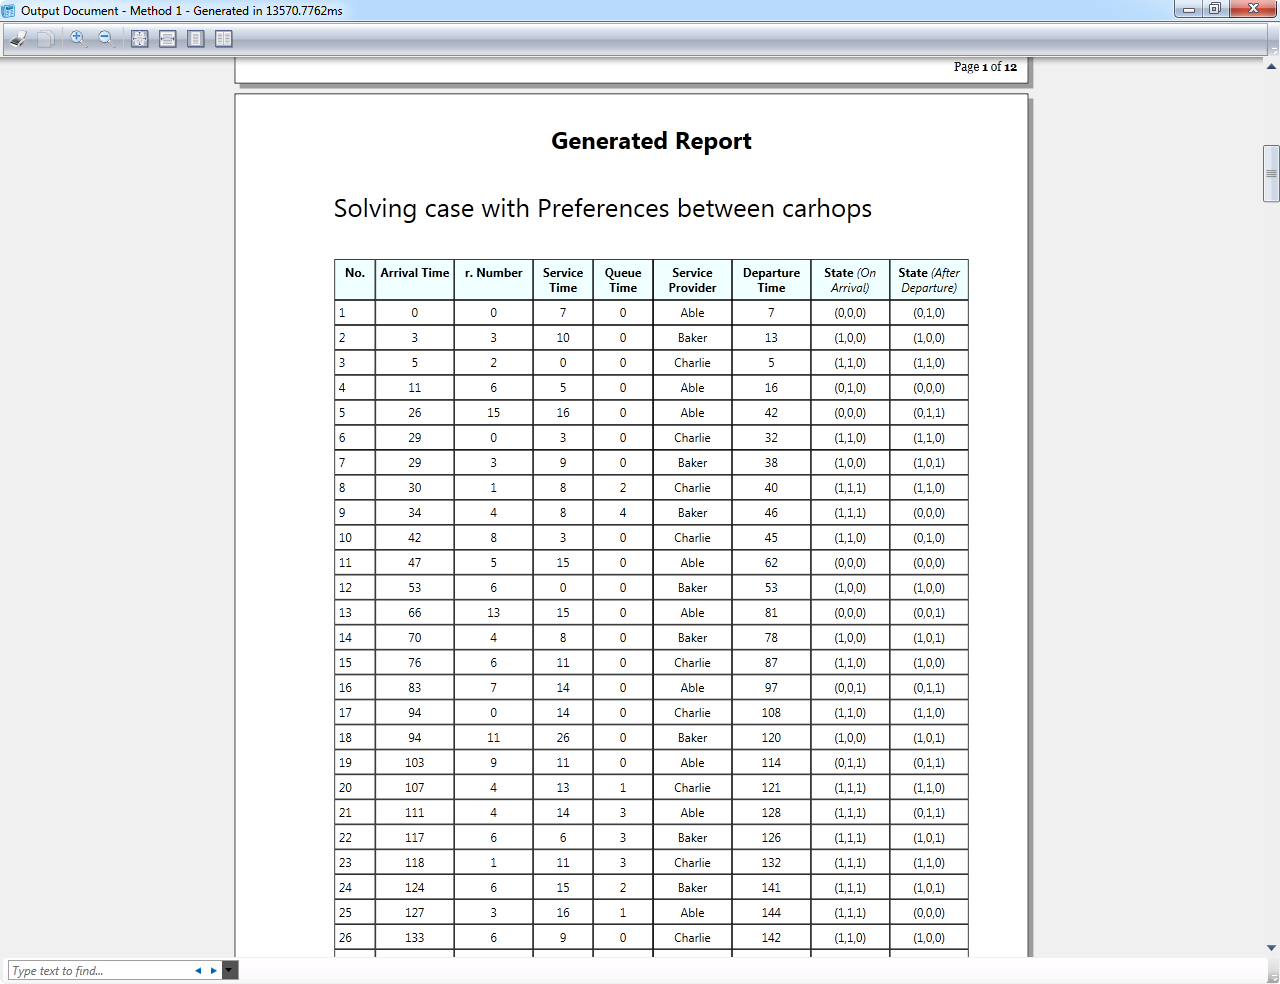 Output Document - Method 1 - Generated in 13570.7762ms
Page 1 of 12
Generated Report
Solving case with Preferences between carhops
No. Arrival Time r. Number Service Time Queue Time Service Provider Departure Time State (On Arrival) State (After Departure)
1 0 0 7 0 Able 7 (0,0,0) (0,1,0)
2 3 3 10 0 Baker 13 (1,0,0) (1,0,0)
3 5 2 0 0 Charlie 5 (1,1,0) (1,1,0)
4 11 6 5 0 Able 16 (0,1,0) (0,0,0)
5 26 15 16 0 Able 42 (0,0,0) (0,1,1)
6 29 0 3 0 Charlie 32 (1,1,0) (1,1,0)
7 29 3 9 0 Baker 38 (1,0,0) (1,0,1)
8 30 1 8 2 Charlie 40 (1,1,1) (1,1,0)
9 34 4 8 4 Baker 46 (1,1,1) (0,0,0)
10 42 8 3 0 Charlie 45 (1,1,0) (0,1,0)
11 47 5 15 0 Able 62 (0,0,0) (0,0,0)
12 53 6 0 0 Baker 53 (1,0,0) (1,0,0)
13 66 13 15 0 Able 81 (0,0,0) (0,0,1)
14 70 4 8 0 Baker 78 (1,0,0) (1,0,1)
15 76 6 11 0 Charlie 87 (1,1,0) (1,0,0)
16 83 7 14 0 Able 97 (0,0,1) (0,1,1)
17 94 0 14 0 Charlie 108 (1,1,0) (1,1,0)
18 94 11 26 0 Baker 120 (1,0,0) (1,0,1)
19 103 9 11 0 Able 114 (0,1,1) (0,1,1)
20 107 4 13 1 Charlie 121 (1,1,1) (1,1,0)
21 111 4 14 3 Able 128 (1,1,1) (0,1,1)
22 117 6 6 3 Baker 126 (1,1,1) (1,0,1)
23 118 1 11 3 Charlie 132 (1,1,1) (1,1,0)
24 124 6 15 2 Baker 141 (1,1,1) (1,0,1)
25 127 3 16 1 Able 144 (1,1,1) (0,0,0)
26 133 6 9 0 Charlie 142 (1,1,0) (1,0,0)
Type text to find...